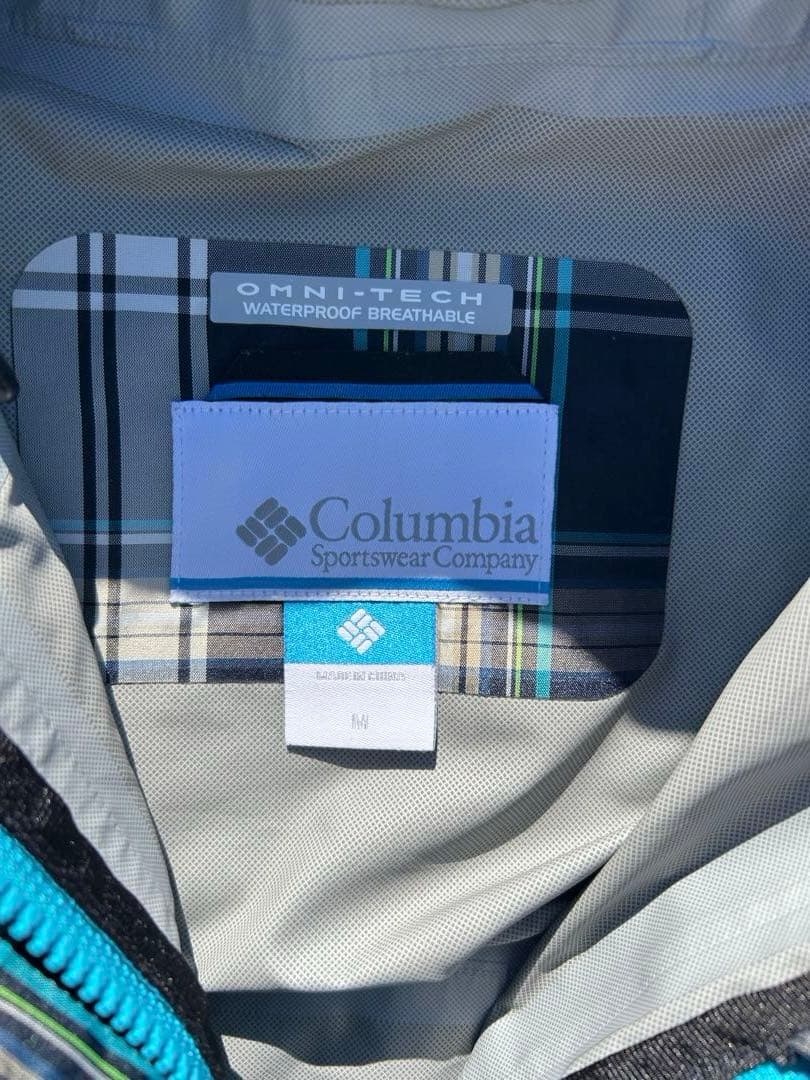 OMNI-TECH
WATERPROOF BREATHABLE
Columbia
Sportswear Company
MADE IN CHINA
M